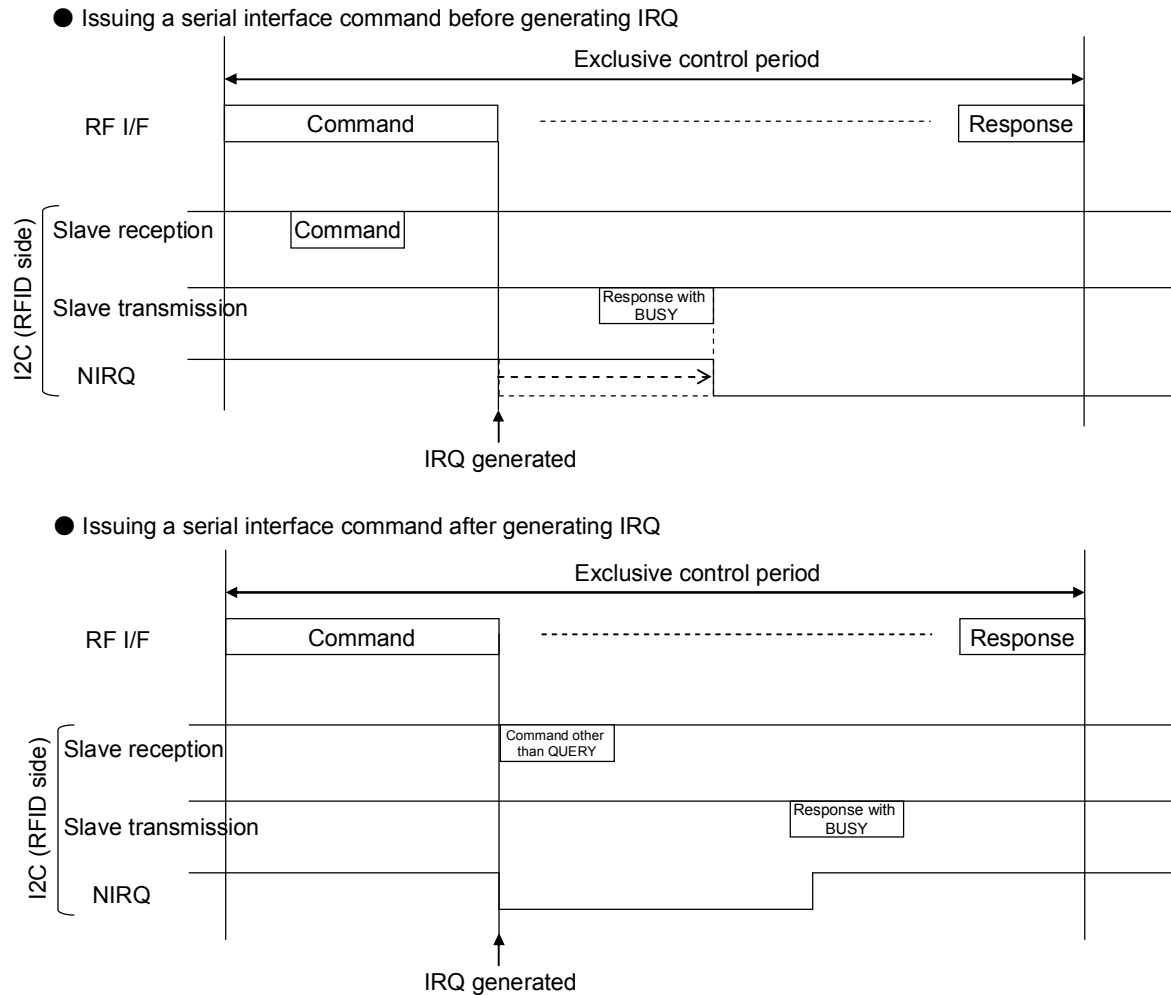 ● Issuing a serial interface command before generating IRQ
Exclusive control period
RF I/F
Command
Response
I2C (RFID side)
Slave reception
Command
Slave transmission
Response with
BUSY
NIRQ
IRQ generated
● Issuing a serial interface command after generating IRQ
Exclusive control period
RF I/F
Command
Response
I2C (RFID side)
Slave reception
Command other
than QUERY
Slave transmission
Response with
BUSY
NIRQ
IRQ generated